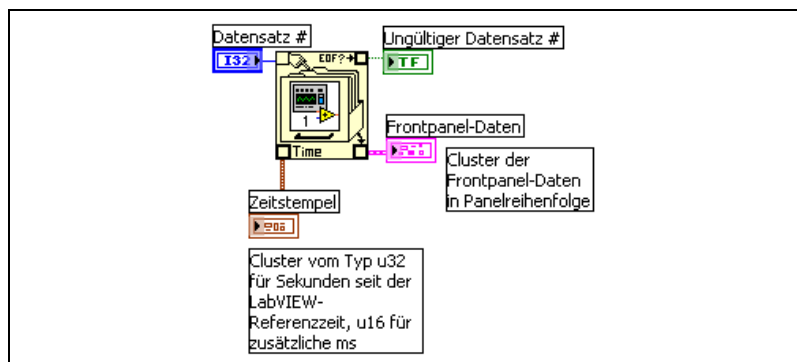 Datensatz #
Ungültiger Datensatz #
I32
EOF?
TF
1
Frontpanel-Daten
Time
Cluster der
Frontpanel-Daten
in Panelreihenfolge
Zeitstempel
Cluster vom Typ u32
für Sekunden seit der
LabVIEW-
Referenzzeit, u16 für
zusätzliche ms